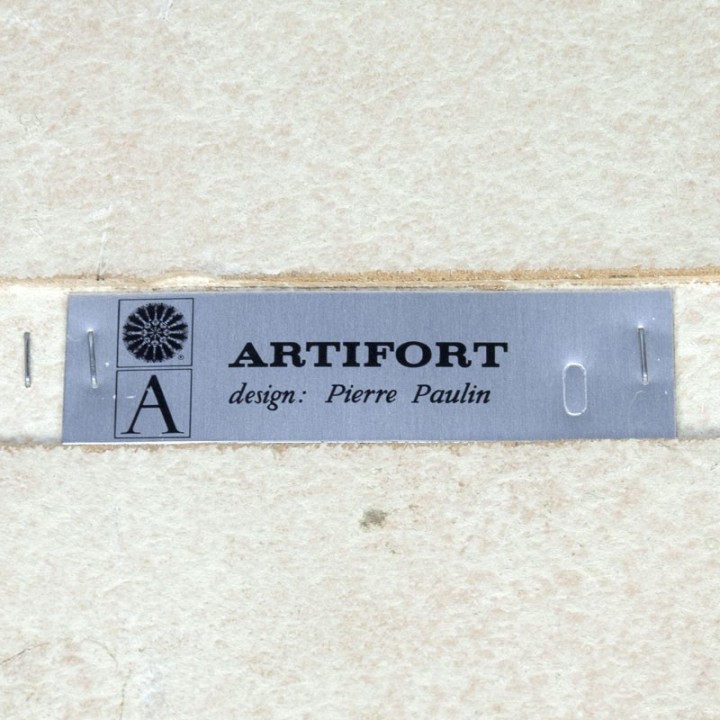 ARTIFORT
design: Pierre Paulin
A
®